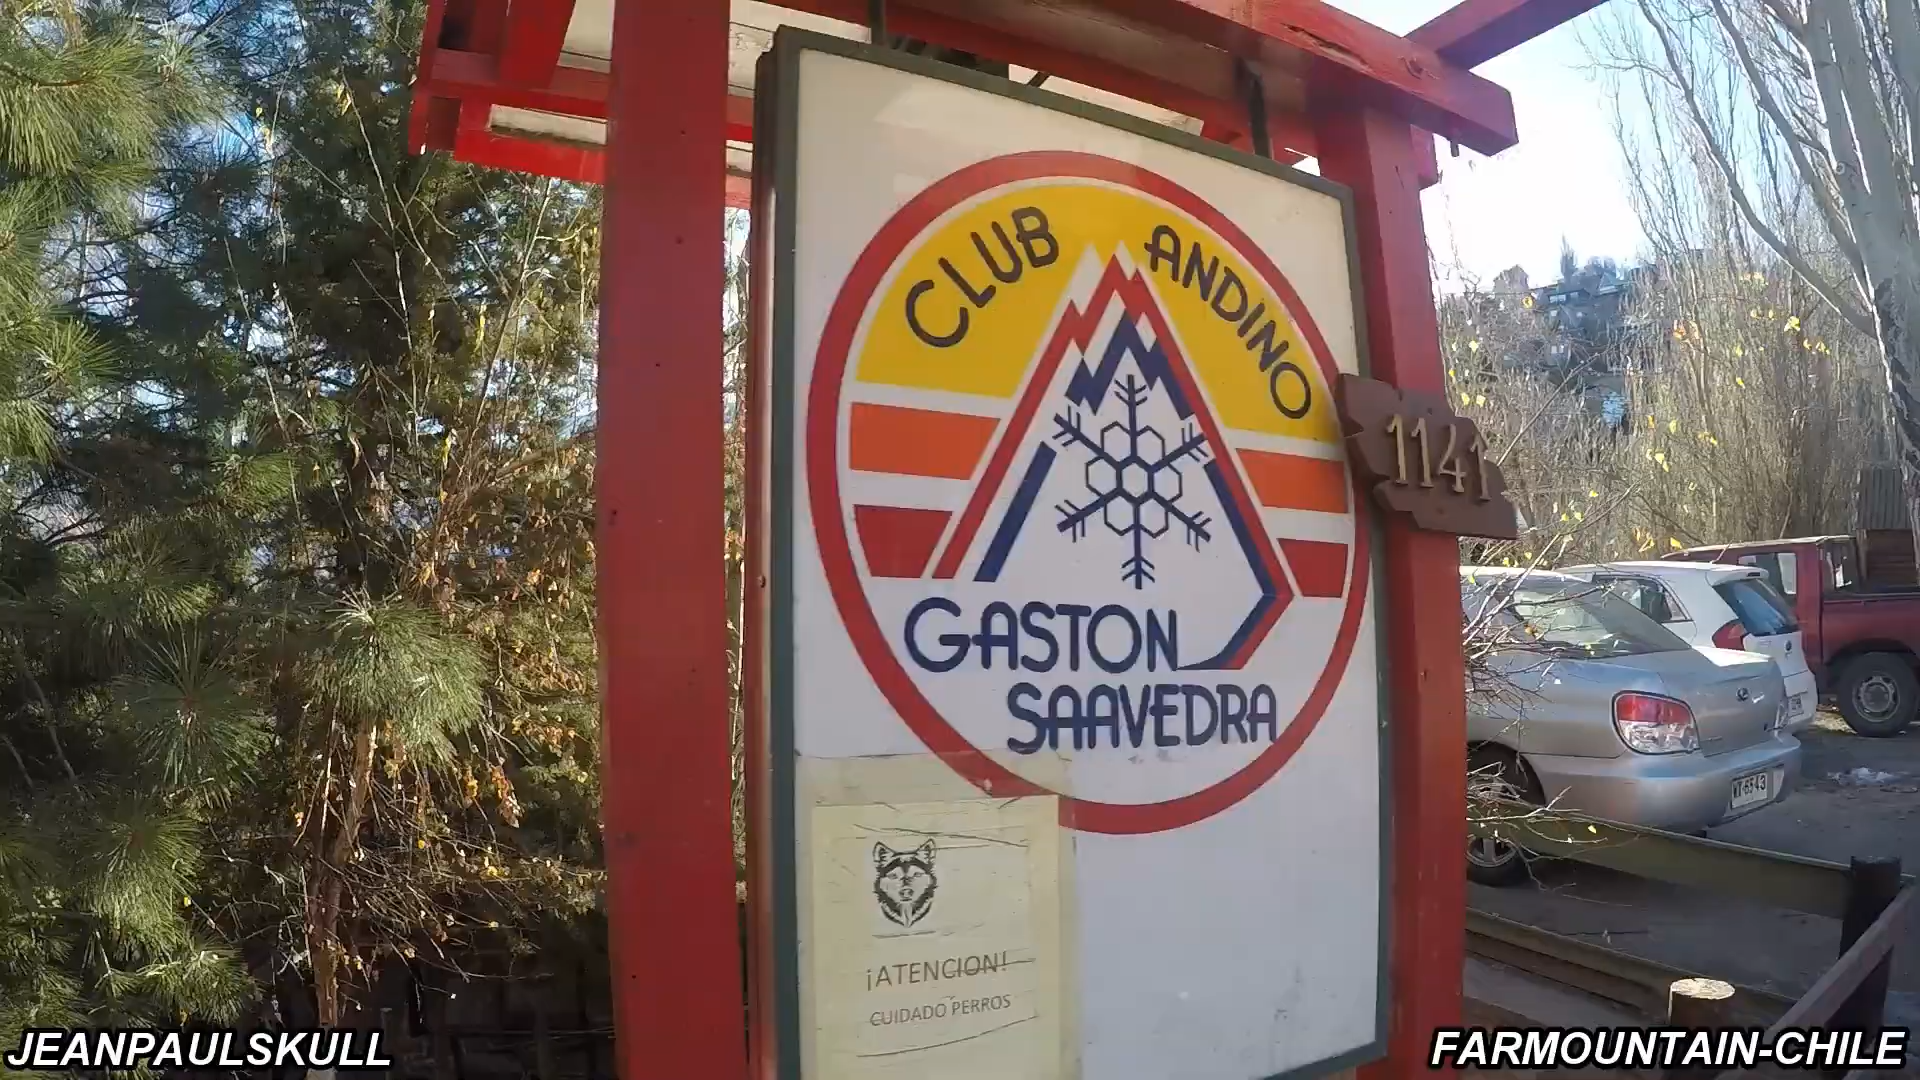 CLUB ANDINO
GASTON
SAAVEDRA
1141
¡ATENCION!
CUIDADO PERROS
JEANPAULSKULL
FARMOUNTAIN-CHILE